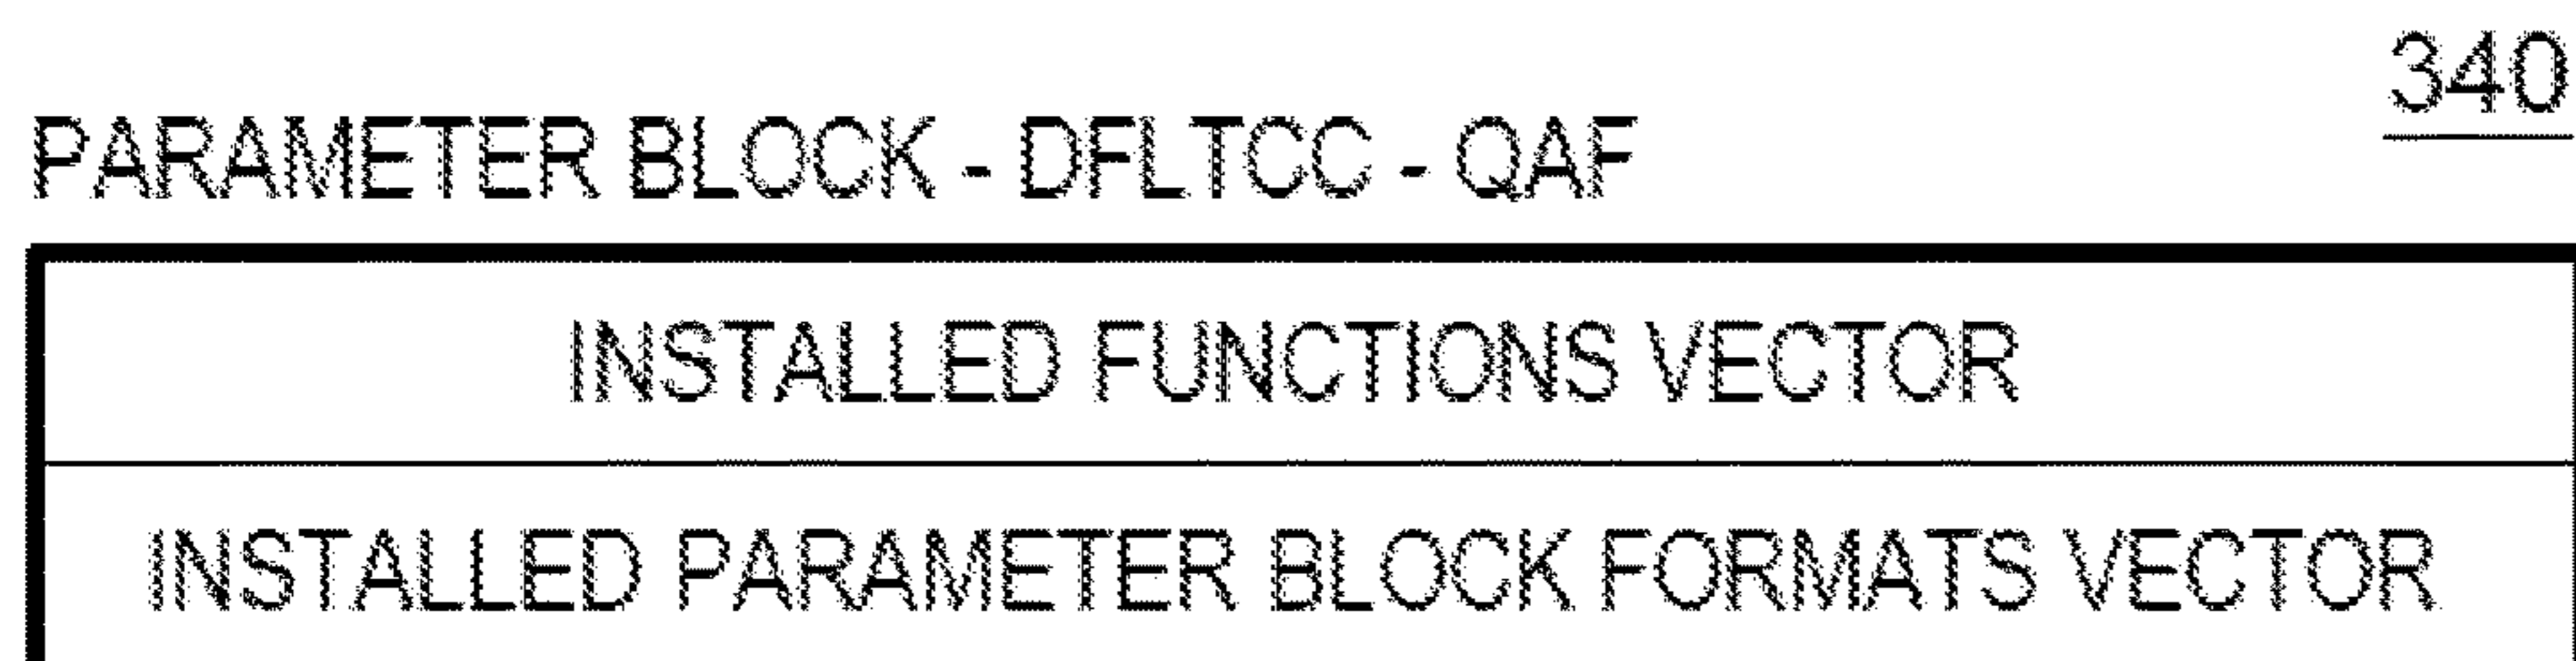 340
PARAMETER BLOCK - DFLTCC - QAF
INSTALLED FUNCTIONS VECTOR
INSTALLED PARAMETER BLOCK FORMATS VECTOR